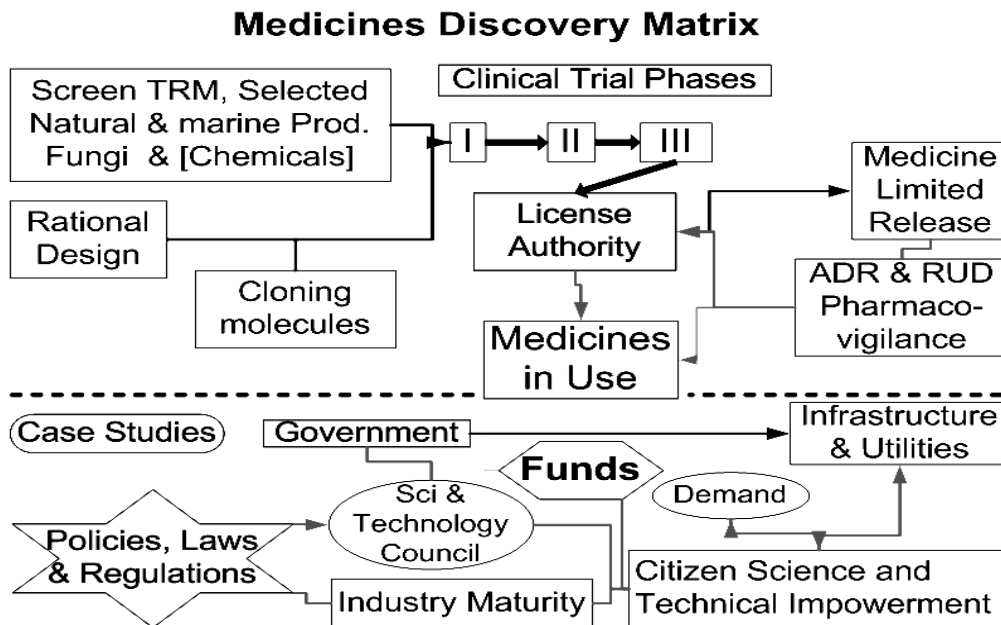 Medicines Discovery Matrix
Screen TRM, Selected
Natural & marine Prod.
Fungi & [Chemicals]
Clinical Trial Phases
I
II
III
Rational
Design
Cloning
molecules
License
Authority
Medicine
Limited
Release
ADR & RUD
Pharmaco-
vigilance
Medicines
in Use
Case Studies
Government
Infrastructure
& Utilities
Funds
Sci &
Technology
Council
Demand
Policies, Laws
& Regulations
Industry Maturity
Citizen Science and
Technical Impowerment